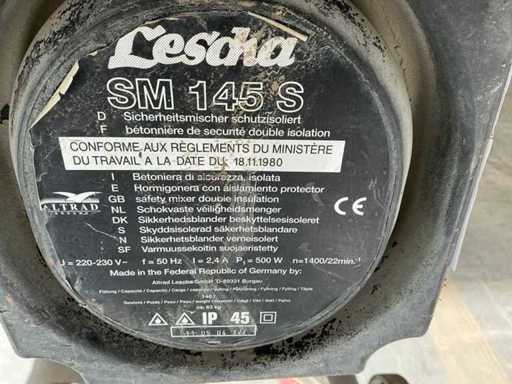 Lescha
SM 145 S
D Sicherheitsmischer schutzisoliert
F bétonnière de securité double isolation
CONFORME AUX RÈGLEMENTS DU MINISTÈRE
DU TRAVAIL A LA DATE DU 18.11.1980
I Betoniera di sicurezza, isolata
E Hormigonera con aislamiento protector
GB safety mixer double insulation
NL Schokvaste veiligheidsmenger
DK Sikkerhedsblander beskyttelsesisoleret
S Skyddsisolerad säkerhetsblandare
N Sikkerhetsblander verneisolert
SF Varmuussekoitin suojaeristetty
ALTRAD
CE
U = 220-230 V~ f = 50 Hz I = 2,4 A P₁ = 500 W n=1400/22min⁻¹
Made in the Federal Republic of Germany by:
Altrad Lescha GmbH D-89331 Burgau
140 l
ca. 63 kg
IP 45